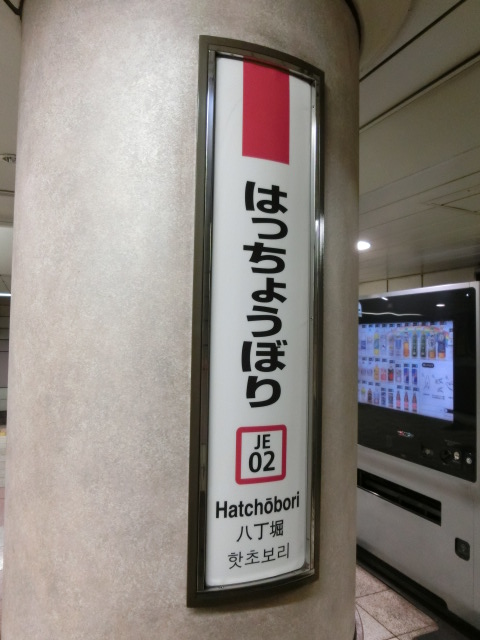 はっちょうぼり
JE
02
Hatchōbori
八丁堀
핫초보리